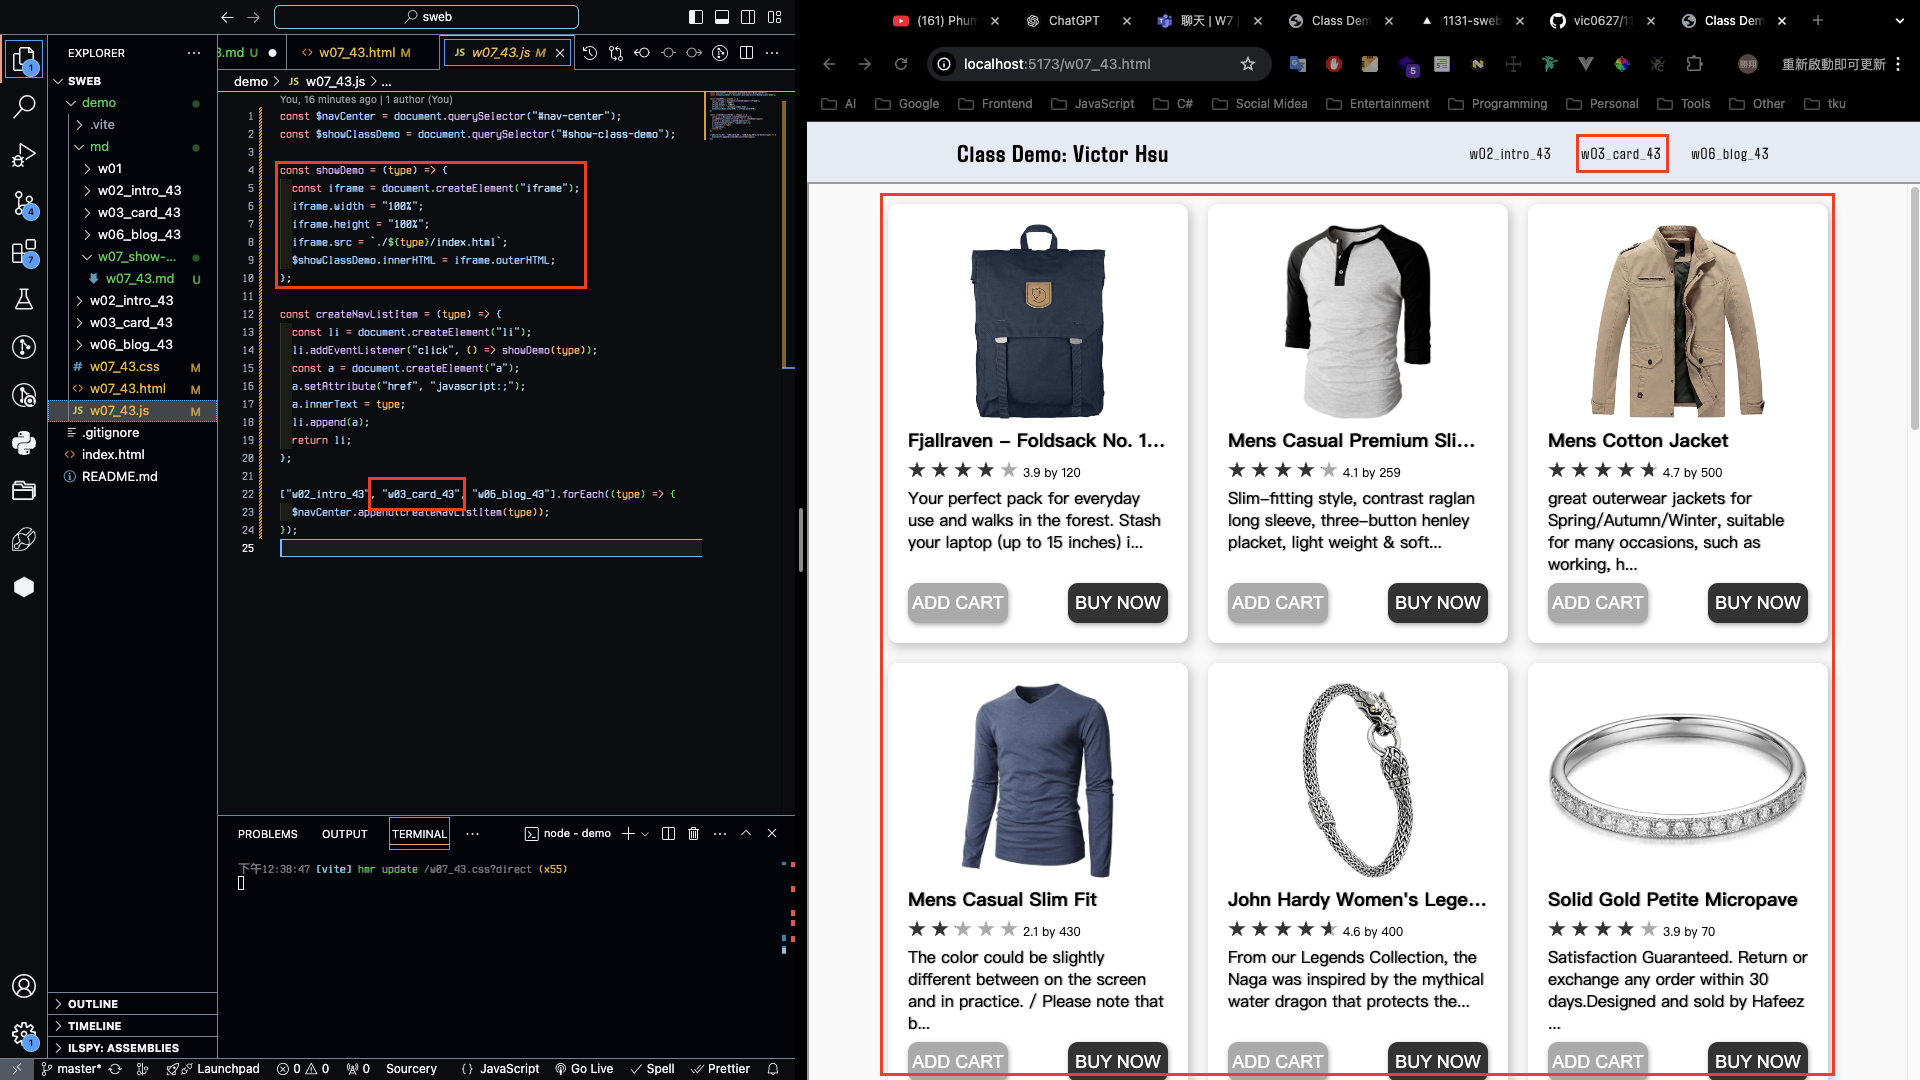 sweb
EXPLORER
SWEB
demo
.vite
md
w01
w02_intro_43
w03_card_43
w06_blog_43
w07_show-...
w07_43.md U
w02_intro_43
w03_card_43
w06_blog_43
w07_43.css M
w07_43.html M
JS w07_43.js M
.gitignore
index.html
README.md
OUTLINE
TIMELINE
ILSPY: ASSEMBLIES
3.md U
w07_43.html M
JS w07_43.js M
demo > JS w07_43.js > ...
You, 16 minutes ago | 1 author (You)
1 const $navCenter = document.querySelector("#nav-center");
2 const $showClassDemo = document.querySelector("#show-class-demo");
3
4 const showDemo = (type) => {
5 const iframe = document.createElement("iframe");
6 iframe.width = "100%";
7 iframe.height = "100%";
8 iframe.src = `./${type}/index.html`;
9 $showClassDemo.innerHTML = iframe.outerHTML;
10 };
11
12 const createNavListItem = (type) => {
13 const li = document.createElement("li");
14 li.addEventListener("click", () => showDemo(type));
15 const a = document.createElement("a");
16 a.setAttribute("href", "javascript:;");
17 a.innerText = type;
18 li.append(a);
19 return li;
20 };
21
22 ["w02_intro_43", "w03_card_43", "w06_blog_43"].forEach((type) => {
23 $navCenter.append(createNavListItem(type));
24 });
25
PROBLEMS OUTPUT TERMINAL ... node - demo
下午12:38:47 [vite] hmr update /w07_43.css?direct (x55)
master* Launchpad 0 0 0 Sourcery {} JavaScript Go Live Spell Prettier
(161) Phum
ChatGPT
聊天 | W7 |
Class Dem
1131-sweb
vic0627/11
Class Dem
localhost:5173/w07_43.html
重新啟動即可更新
AI Google Frontend JavaScript C# Social Midea Entertainment Programming Personal Tools Other tku
Class Demo: Victor Hsu
w02_intro_43 w03_card_43 w06_blog_43
Fjallraven - Foldsack No. 1...
3.9 by 120
Your perfect pack for everyday
use and walks in the forest. Stash
your laptop (up to 15 inches) i...
ADD CART BUY NOW
Mens Casual Premium Sli...
4.1 by 259
Slim-fitting style, contrast raglan
long sleeve, three-button henley
placket, light weight & soft...
ADD CART BUY NOW
Mens Cotton Jacket
4.7 by 500
great outerwear jackets for
Spring/Autumn/Winter, suitable
for many occasions, such as
working, h...
ADD CART BUY NOW
Mens Casual Slim Fit
2.1 by 430
The color could be slightly
different between on the screen
and in practice. / Please note that
b...
ADD CART BUY NOW
John Hardy Women's Lege...
4.6 by 400
From our Legends Collection, the
Naga was inspired by the mythical
water dragon that protects the...
ADD CART BUY NOW
Solid Gold Petite Micropave
3.9 by 70
Satisfaction Guaranteed. Return or
exchange any order within 30
days.Designed and sold by Hafeez
...
ADD CART BUY NOW